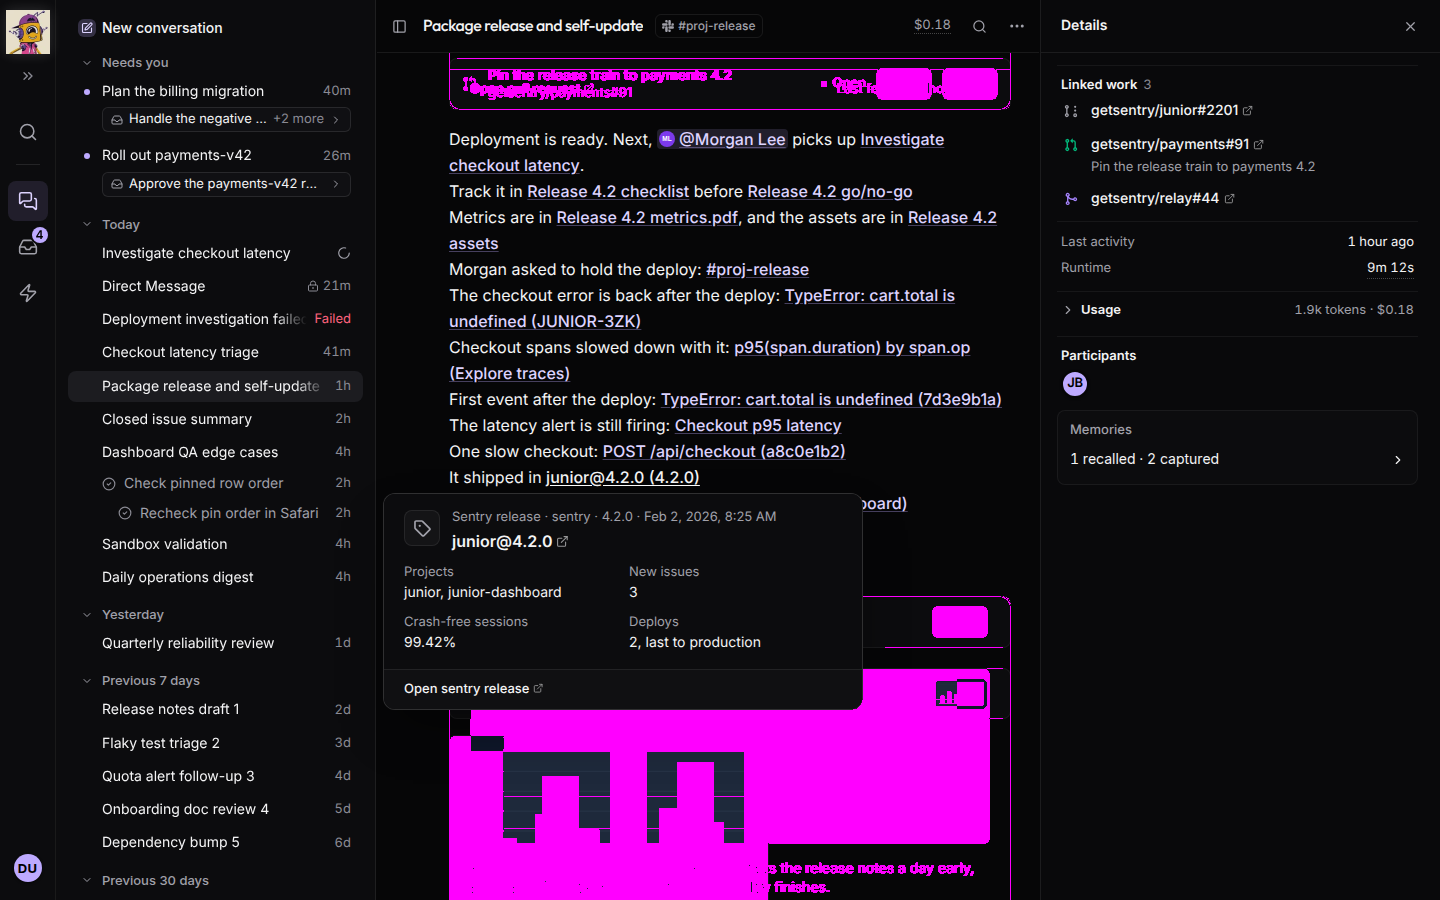 New conversation
Needs you
Plan the billing migration 40m
Handle the negative ... +2 more
Roll out payments-v42 26m
Approve the payments-v42 r...
Today
Investigate checkout latency
Direct Message 21m
Deployment investigation failed Failed
Checkout latency triage 41m
Package release and self-update 1h
Closed issue summary 2h
Dashboard QA edge cases 4h
Check pinned row order 2h
Recheck pin order in Safari 2h
Sandbox validation 4h
Daily operations digest 4h
Yesterday
Quarterly reliability review 1d
Previous 7 days
Release notes draft 1 2d
Flaky test triage 2 3d
Quota alert follow-up 3 4d
Onboarding doc review 4 5d
Dependency bump 5 6d
Previous 30 days
4
DU
Package release and self-update #proj-release $0.18
Pin the release train to payments 4.2
getsentry/payments#91
Open
Deployment is ready. Next, ML @Morgan Lee picks up Investigate
checkout latency.
Track it in Release 4.2 checklist before Release 4.2 go/no-go
Metrics are in Release 4.2 metrics.pdf, and the assets are in Release 4.2
assets
Morgan asked to hold the deploy: #proj-release
The checkout error is back after the deploy: TypeError: cart.total is
undefined (JUNIOR-3ZK)
Checkout spans slowed down with it: p95(span.duration) by span.op
(Explore traces)
First event after the deploy: TypeError: cart.total is undefined (7d3e9b1a)
The latency alert is still firing: Checkout p95 latency
One slow checkout: POST /api/checkout (a8c0e1b2)
It shipped in junior@4.2.0 (4.2.0)
board)
Sentry release · sentry · 4.2.0 · Feb 2, 2026, 8:25 AM
junior@4.2.0
Projects New issues
junior, junior-dashboard 3
Crash-free sessions Deploys
99.42% 2, last to production
Open sentry release
the release notes a day early,
finishes.
Details
Linked work 3
getsentry/junior#2201
getsentry/payments#91
Pin the release train to payments 4.2
getsentry/relay#44
Last activity 1 hour ago
Runtime 9m 12s
Usage 1.9k tokens · $0.18
Participants
JB
Memories
1 recalled · 2 captured